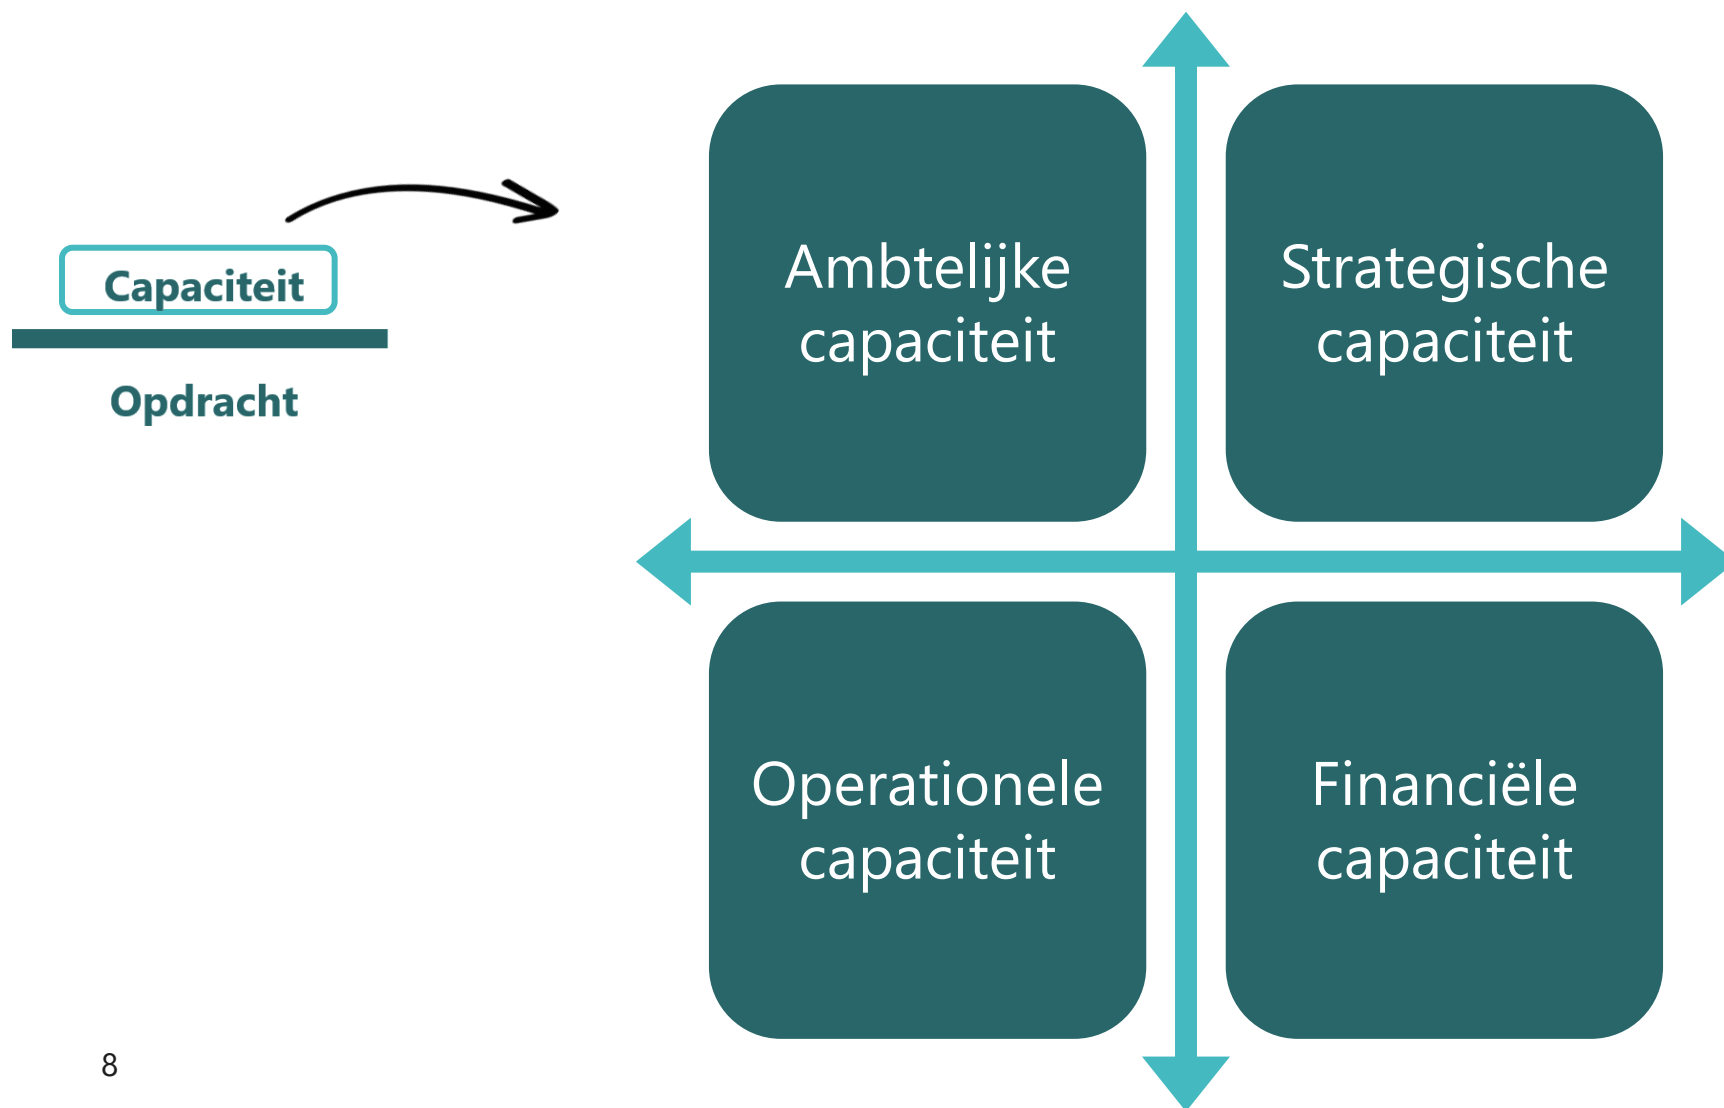 Capaciteit
Opdracht
Ambtelijke
capaciteit
Strategische
capaciteit
Operationele
capaciteit
Financiële
capaciteit
8